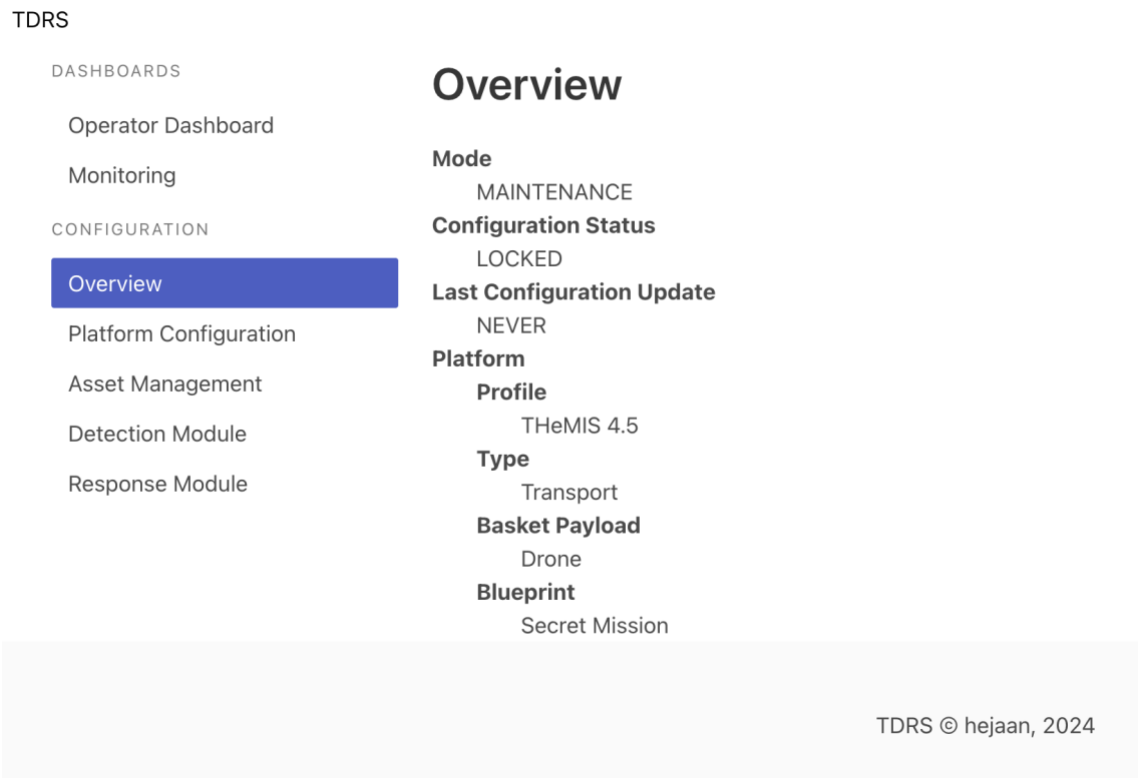 TDRS
DASHBOARDS
Operator Dashboard
Monitoring
CONFIGURATION
Overview
Platform Configuration
Asset Management
Detection Module
Response Module
Overview
Mode
MAINTENANCE
Configuration Status
LOCKED
Last Configuration Update
NEVER
Platform
Profile
THeMIS 4.5
Type
Transport
Basket Payload
Drone
Blueprint
Secret Mission
TDRS © hejaan, 2024